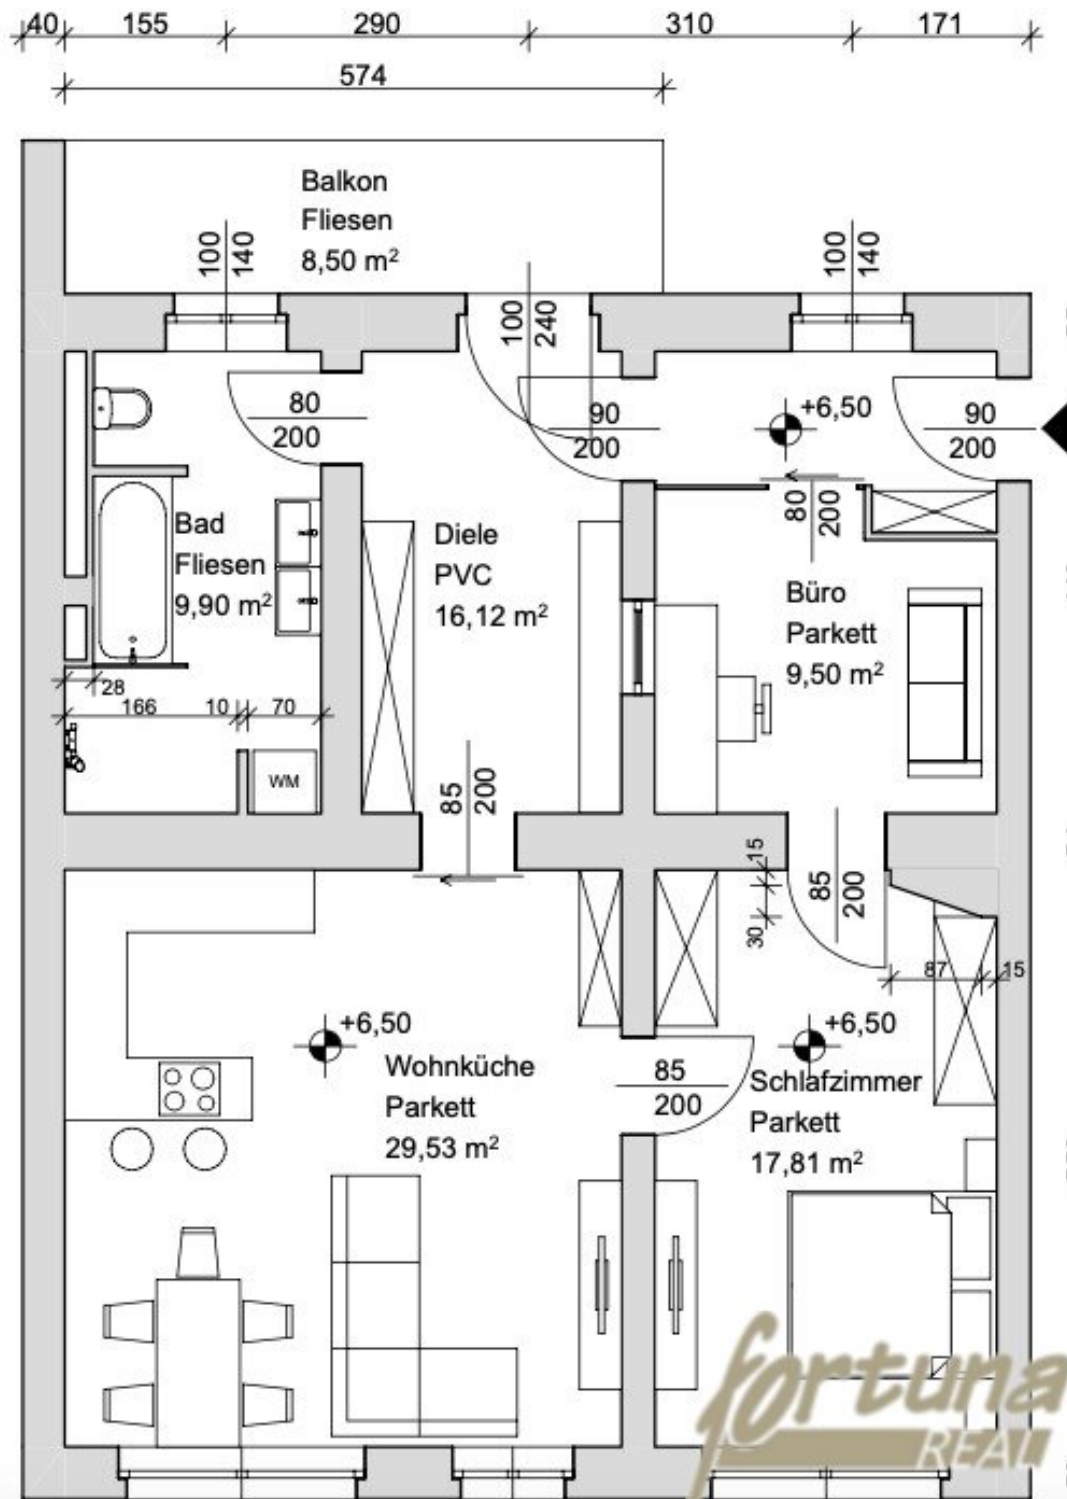 40 155 290 310 171
574
Balkon
Fliesen
8,50 m²
100
140
100
240
100
140
80
200
90
200
+6,50
90
200
80
200
Bad
Fliesen
9,90 m²
Diele
PVC
16,12 m²
Büro
Parkett
9,50 m²
28
166 10 70
WM
85
200
15
30
85
200
87 15
+6,50
Wohnküche
Parkett
29,53 m²
85
200
+6,50
Schlafzimmer
Parkett
17,81 m²
fortuna
REAL